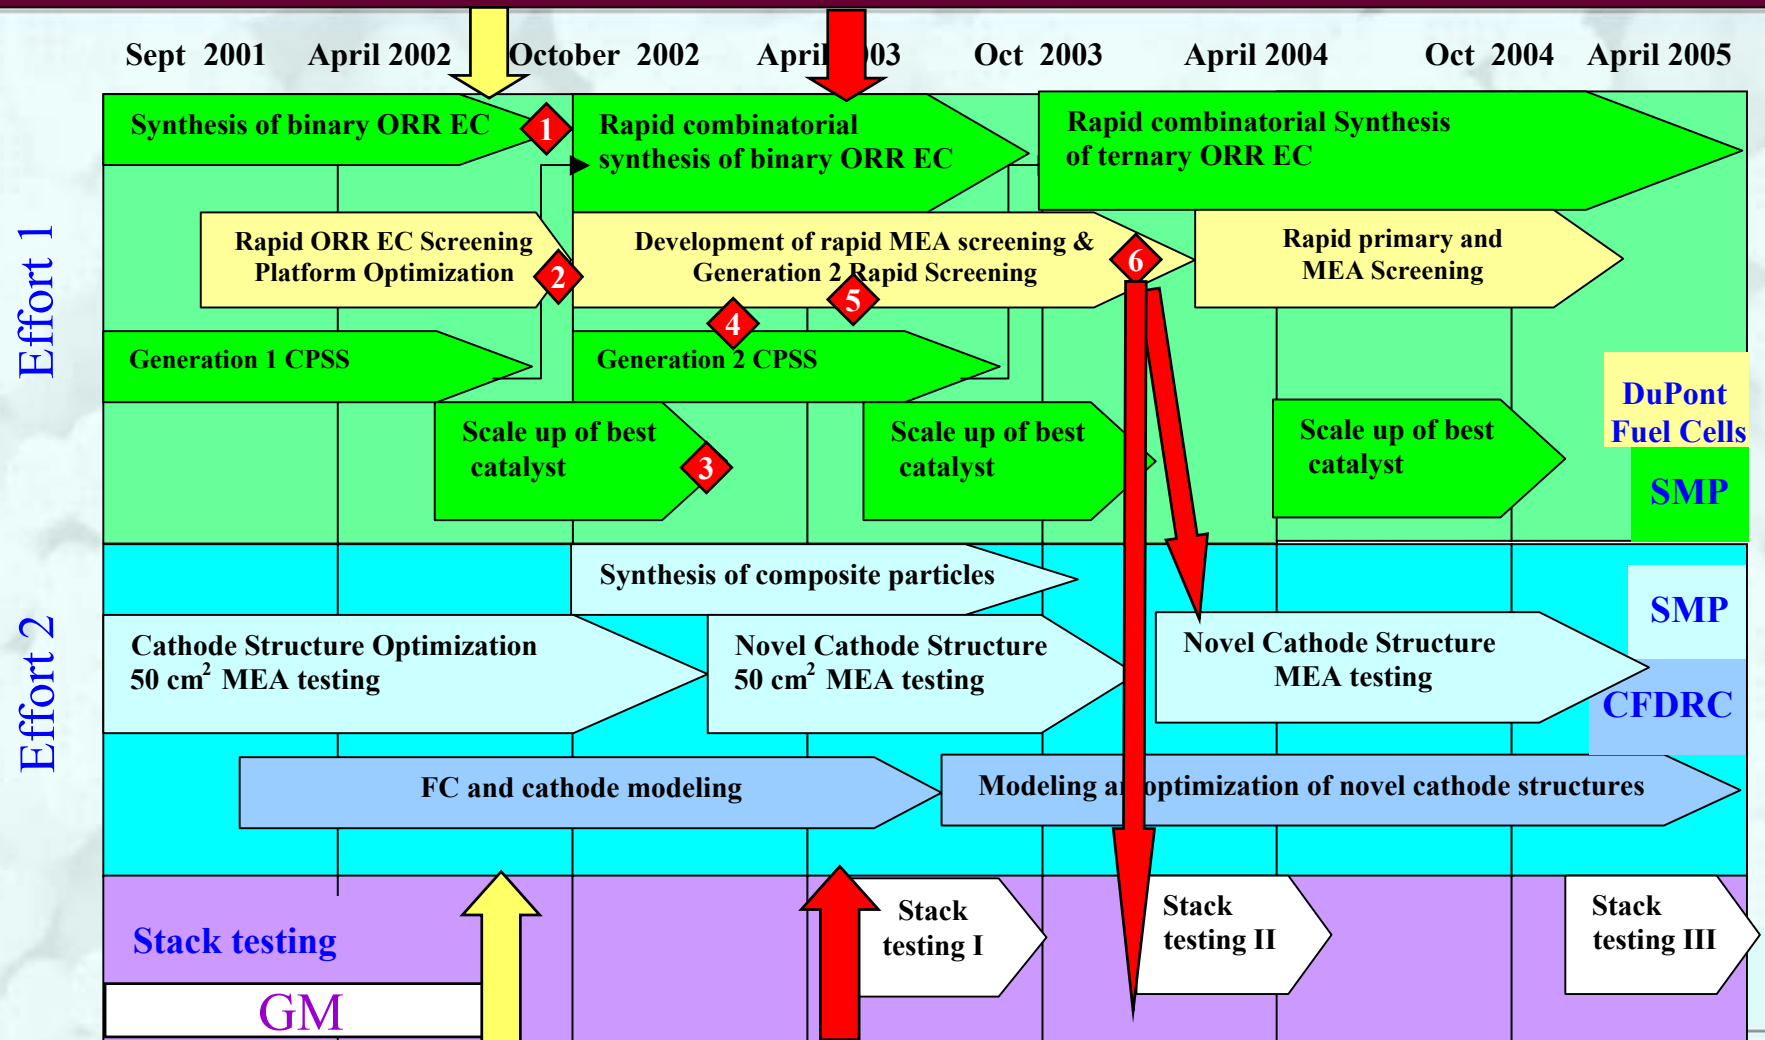 Sept 2001 April 2002 October 2002 April 03 Oct 2003 April 2004 Oct 2004 April 2005
Effort 1
Synthesis of binary ORR EC
1
Rapid combinatorial
synthesis of binary ORR EC
Rapid combinatorial Synthesis
of ternary ORR EC
Rapid ORR EC Screening
Platform Optimization
2
Development of rapid MEA screening &
Generation 2 Rapid Screening
6
5
4
Rapid primary and
MEA Screening
Generation 1 CPSS
Generation 2 CPSS
DuPont
Fuel Cells
Scale up of best
catalyst
3
Scale up of best
catalyst
Scale up of best
catalyst
SMP
Effort 2
Synthesis of composite particles
SMP
Cathode Structure Optimization
50 cm² MEA testing
Novel Cathode Structure
50 cm² MEA testing
Novel Cathode Structure
MEA testing
CFDRC
FC and cathode modeling
Modeling an optimization of novel cathode structures
Stack testing
Stack
testing I
Stack
testing II
Stack
testing III
GM